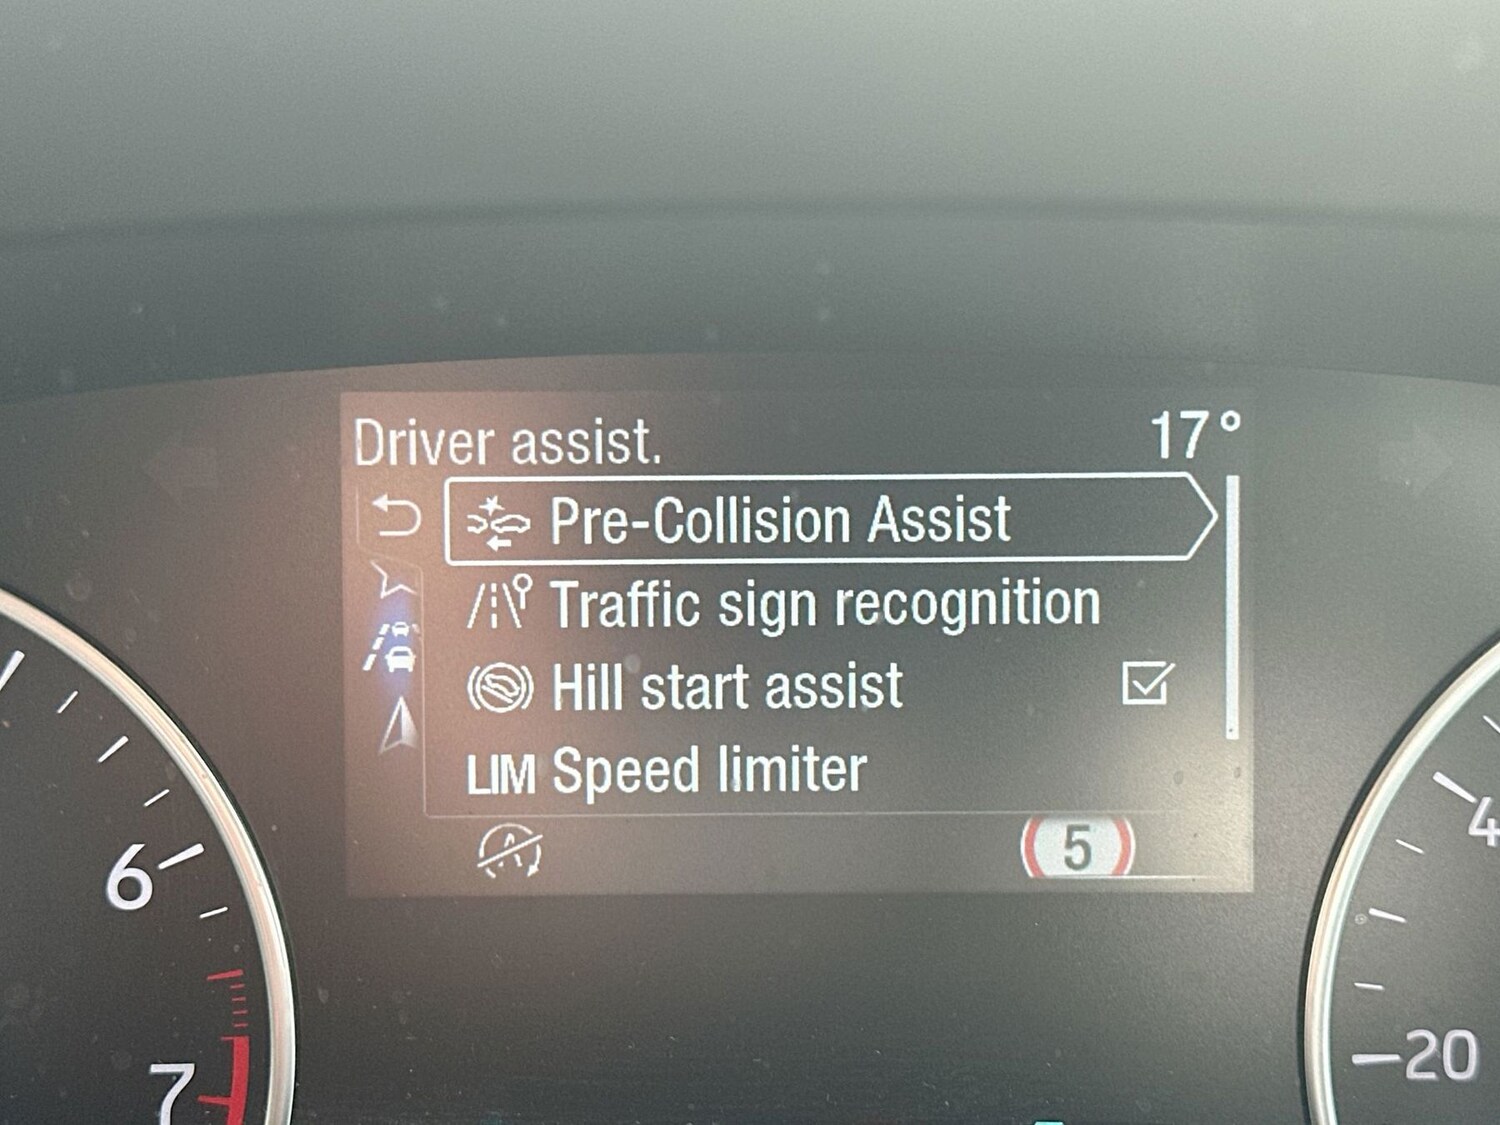 Driver assist. 17°
Pre-Collision Assist
Traffic sign recognition
Hill start assist
LIM Speed limiter
A 5
6
7
4
20